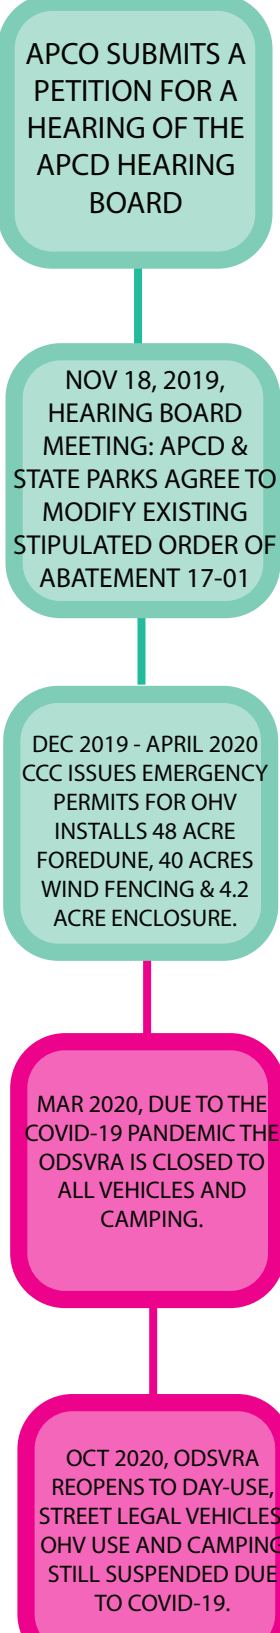 APCO SUBMITS A
PETITION FOR A
HEARING OF THE
APCD HEARING
BOARD
NOV 18, 2019,
HEARING BOARD
MEETING: APCD &
STATE PARKS AGREE TO
MODIFY EXISTING
STIPULATED ORDER OF
ABATEMENT 17-01
DEC 2019 - APRIL 2020
CCC ISSUES EMERGENCY
PERMITS FOR OHV
INSTALLS 48 ACRE
FOREDUNE, 40 ACRES
WIND FENCING & 4.2
ACRE ENCLOSURE.
MAR 2020, DUE TO THE
COVID-19 PANDEMIC THE
ODSVRA IS CLOSED TO
ALL VEHICLES AND
CAMPING.
OCT 2020, ODSVRA
REOPENS TO DAY-USE,
STREET LEGAL VEHICLES
OHV USE AND CAMPING
STILL SUSPENDED DUE
TO COVID-19.